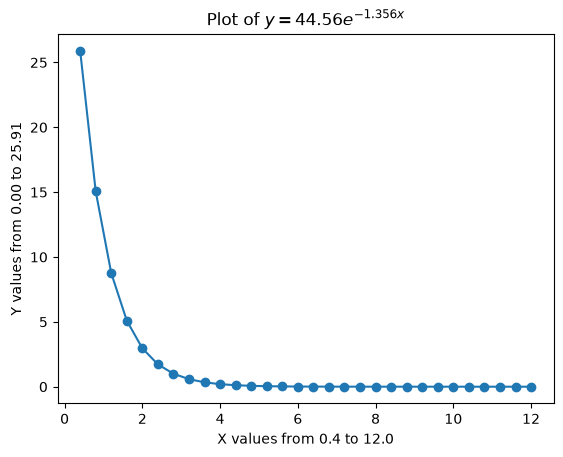 Plot of y = 44.56e^{-1.356x}
Y values from 0.00 to 25.91
25
20
15
10
5
0
0 2 4 6 8 10 12
X values from 0.4 to 12.0